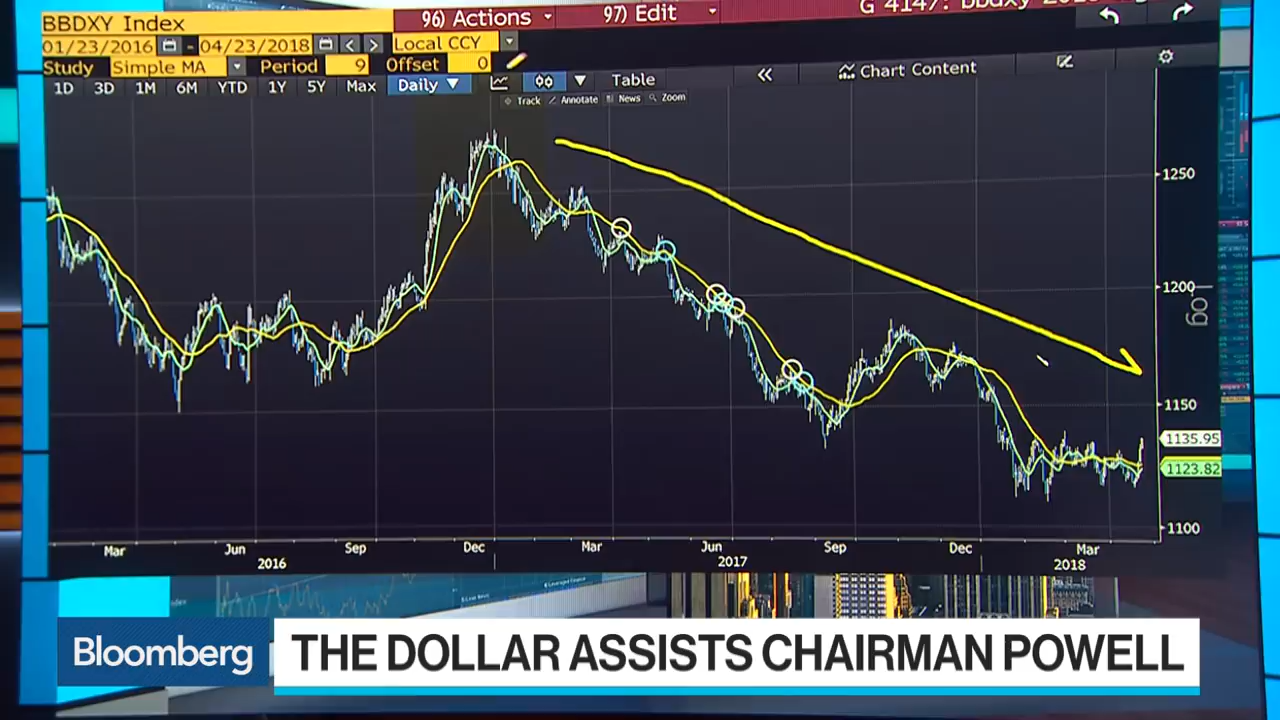 BBDXY Index
96) Actions
97) Edit
01/23/2016 - 04/23/2018
Local CCY
Study Simple MA Period 9 Offset 0
1D 3D 1M 6M YTD 1Y 5Y Max Daily Table
Chart Content
Track Annotate News Zoom
1250
1200
Log
1150
1135.95
1123.82
1100
Mar Jun Sep Dec Mar Jun Sep Dec Mar
2016 2017 2018
Bloomberg
THE DOLLAR ASSISTS CHAIRMAN POWELL